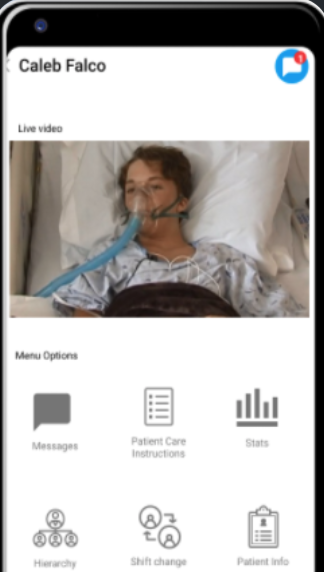 Caleb Falco
1
Live video
Menu Options
Messages
Patient Care
Instructions
Stats
Hierarchy
Shift change
Patient Info